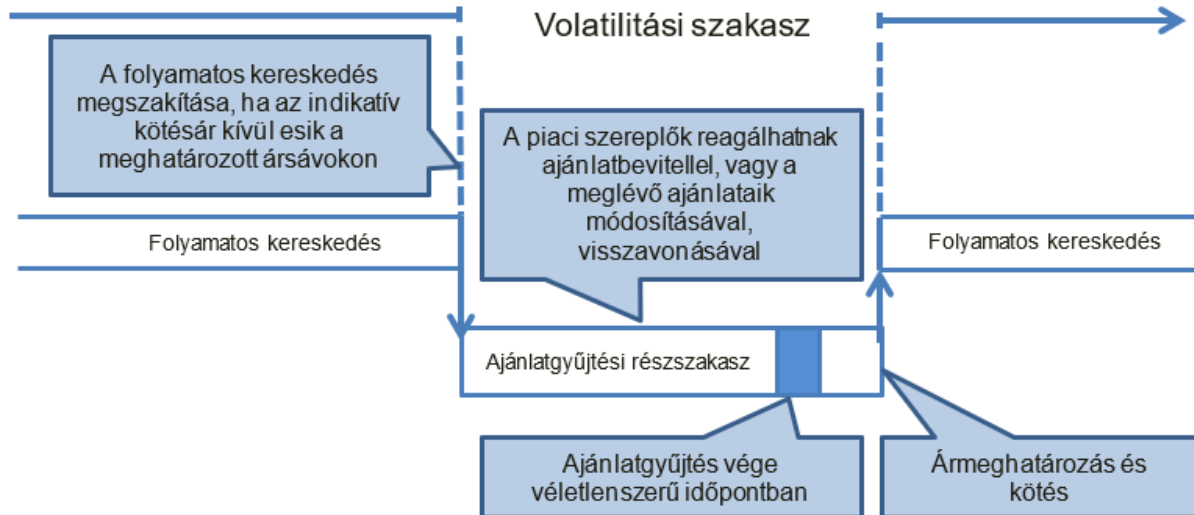 Volatilitási szakasz
A folyamatos kereskedés
megszakítása, ha az indikatív
kötésár kívül esik a
meghatározott ársávokon
A piaci szereplők reagálhatnak
ajánlatbevitellel, vagy a
meglévő ajánlataik
módosításával,
visszavonásával
Folyamatos kereskedés
Folyamatos kereskedés
Ajánlatgyűjtési részszakasz
Ajánlatgyűjtés vége
véletlenszerű időpontban
Ármeghatározás és
kötés